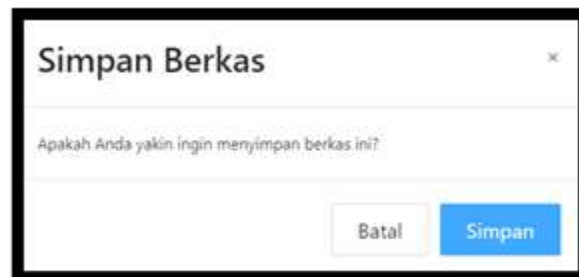 Simpan Berkas
×
Apakah Anda yakin ingin menyimpan berkas ini?
Batal
Simpan